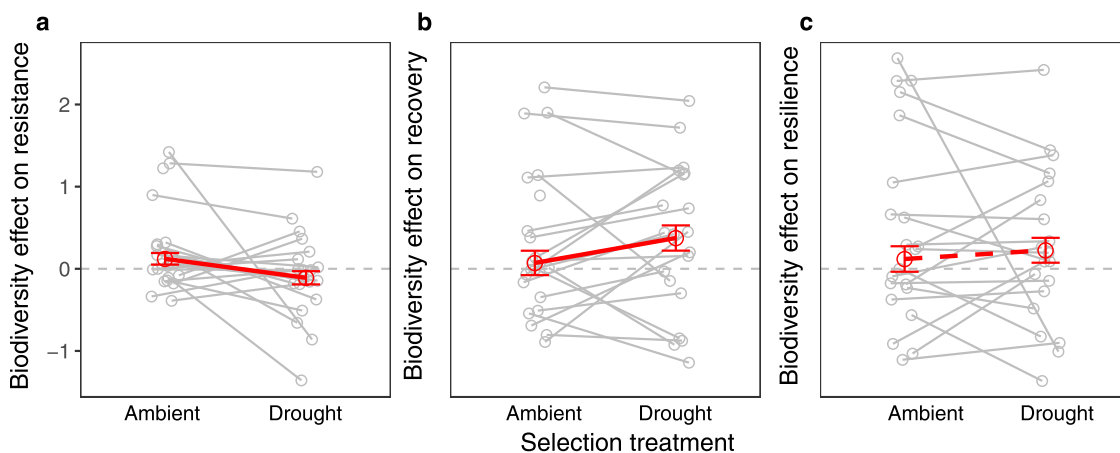 a
b
c
Biodiversity effect on resistance
2
1
0
−1
Ambient
Drought
Biodiversity effect on recovery
Ambient
Drought
Biodiversity effect on resilience
Ambient
Drought
Selection treatment